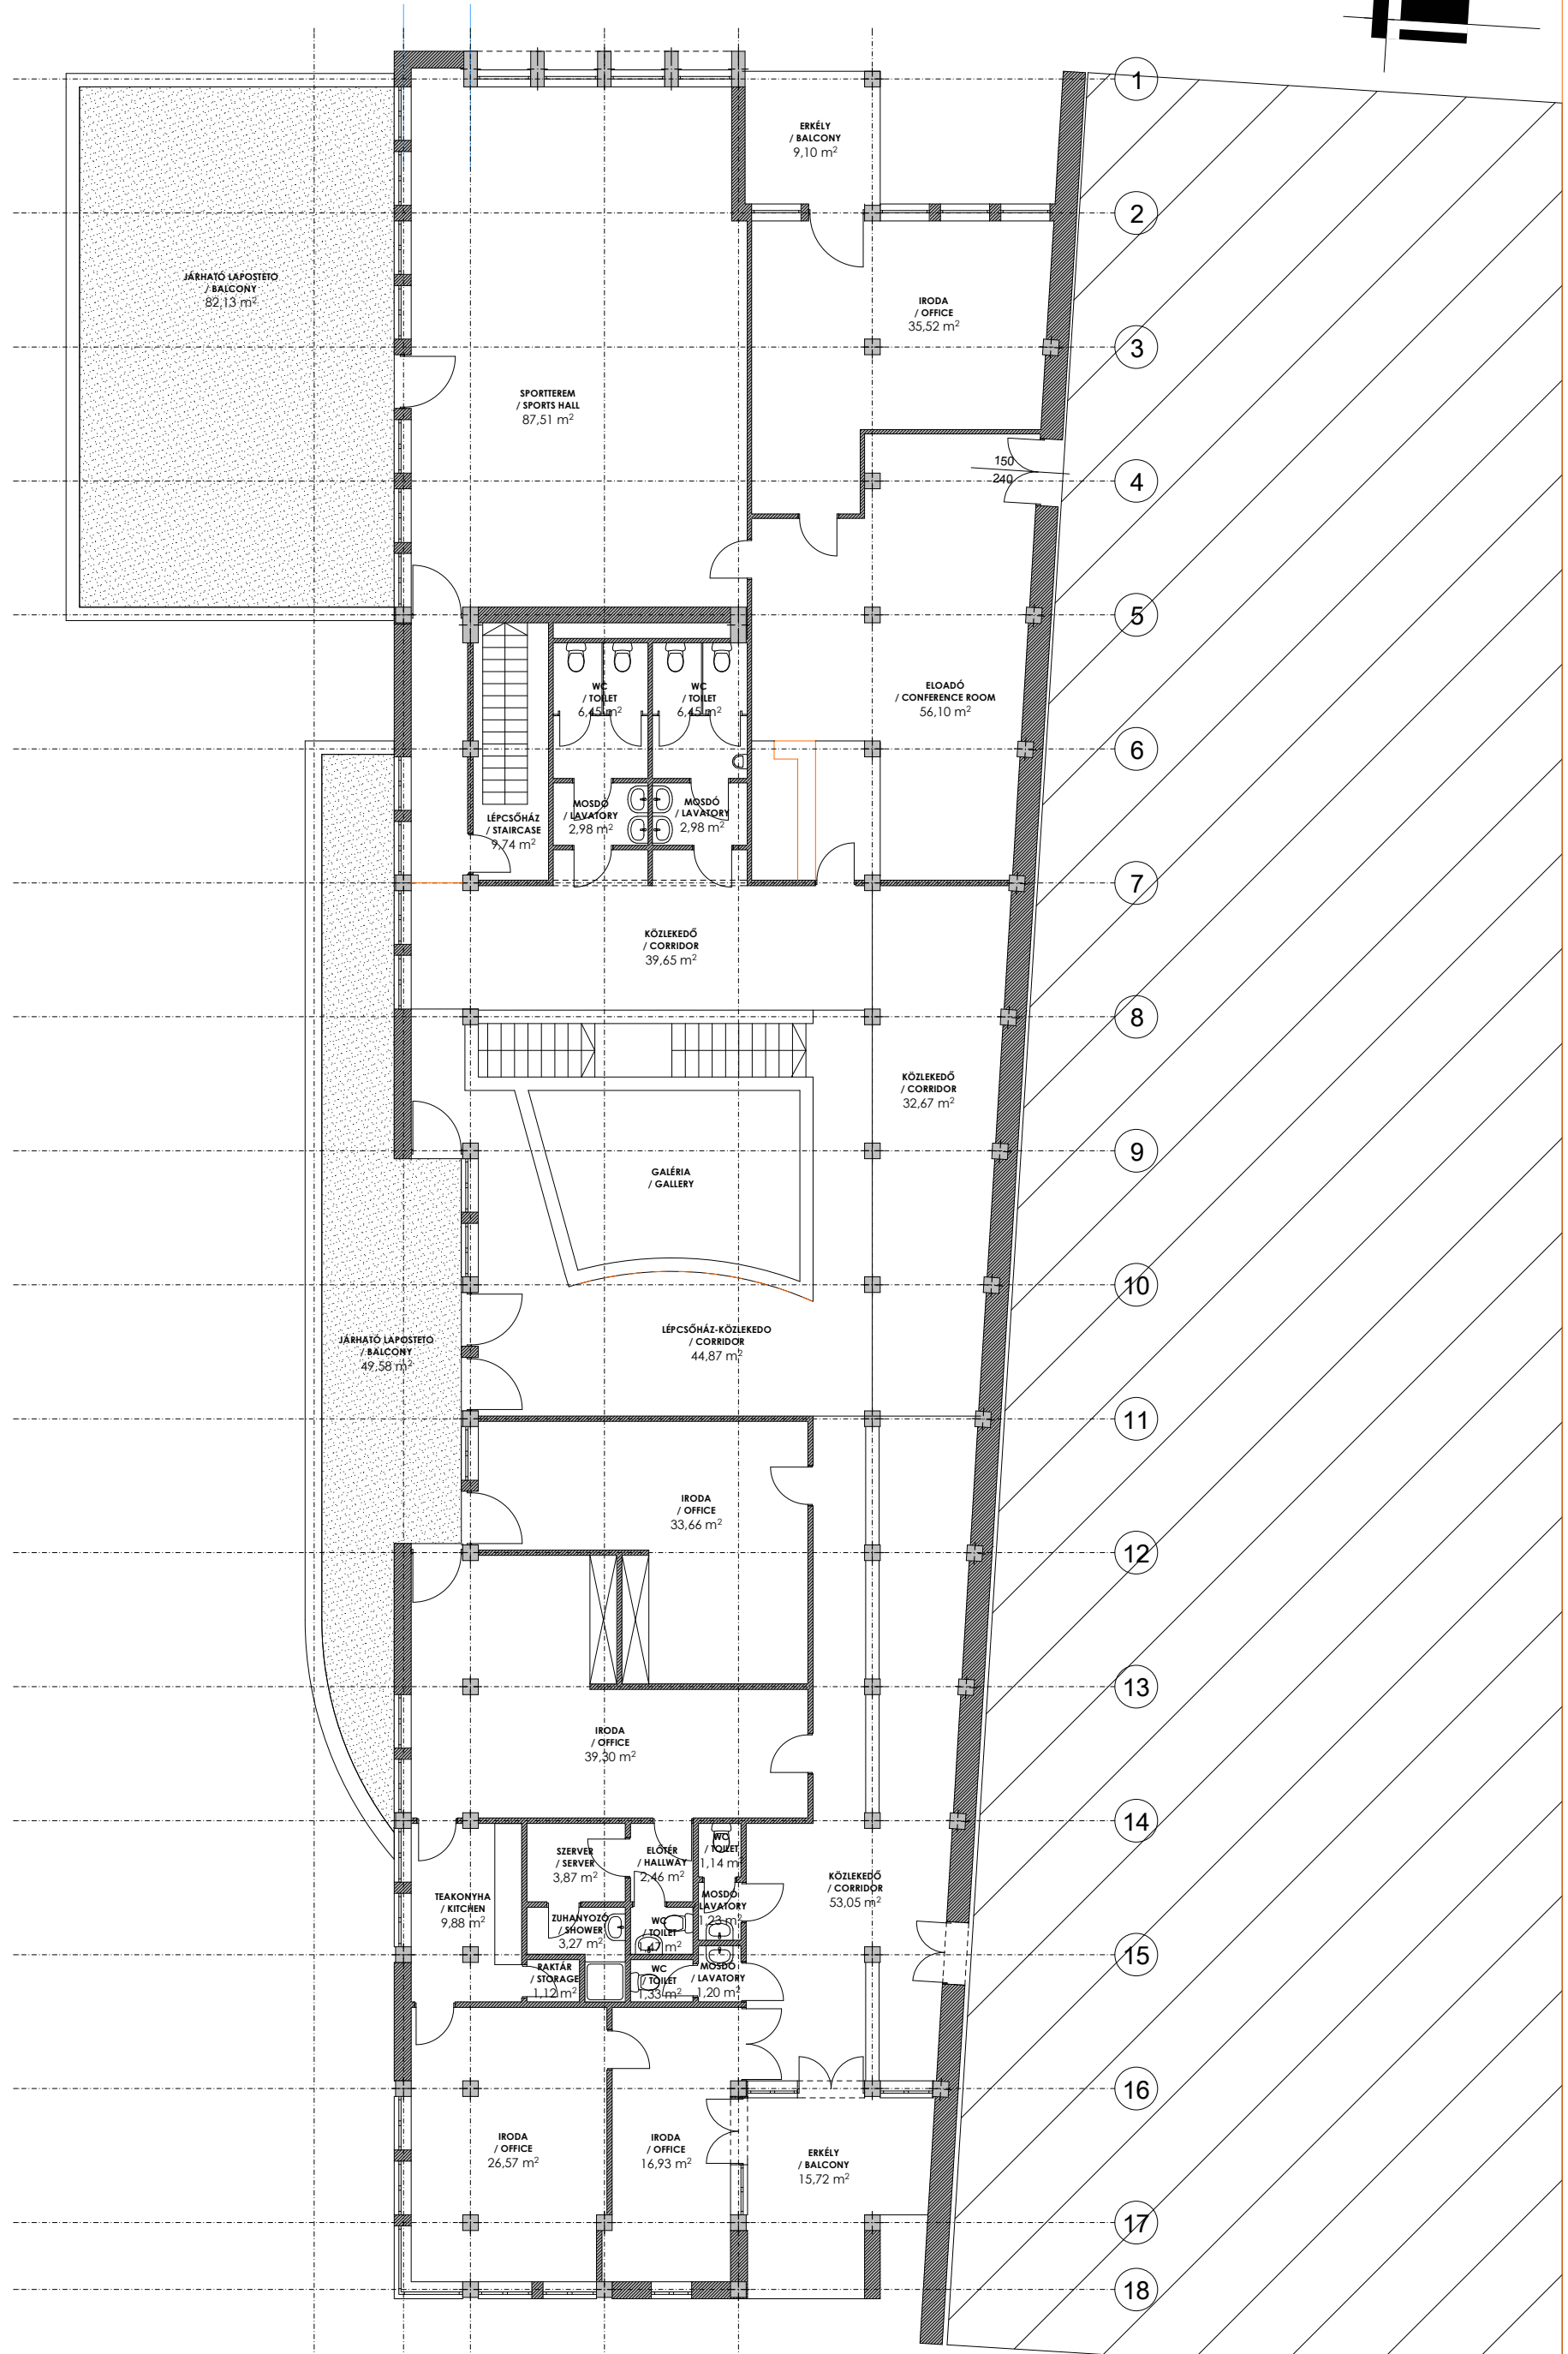 1
ERKÉLY
/ BALCONY
9,10 m²
2
JÁRHATÓ LAPOSTETO
/ BALCONY
82,13 m²
IRODA
/ OFFICE
35,52 m²
3
SPORTTEREM
/ SPORTS HALL
87,51 m²
150
240
4
5
WC
/ TOILET
6,45 m²
WC
/ TOILET
6,45 m²
ELOADÓ
/ CONFERENCE ROOM
56,10 m²
6
LÉPCSŐHÁZ
/ STAIRCASE
9,74 m²
MOSDÓ
/ LAVATORY
2,98 m²
MOSDÓ
/ LAVATORY
2,98 m²
7
KÖZLEKEDŐ
/ CORRIDOR
39,65 m²
8
KÖZLEKEDŐ
/ CORRIDOR
32,67 m²
9
GALÉRIA
/ GALLERY
10
LÉPCSŐHÁZ-KÖZLEKEDO
/ CORRIDOR
44,87 m²
JÁRHATÓ LAPOSTETO
/ BALCONY
49,58 m²
11
IRODA
/ OFFICE
33,66 m²
12
13
IRODA
/ OFFICE
39,30 m²
14
SZERVER
/ SERVER
3,87 m²
ELŐTÉR
/ HALLWAY
2,46 m²
WC
/ TOILET
1,14 m²
KÖZLEKEDŐ
/ CORRIDOR
53,05 m²
TEAKONYHA
/ KITCHEN
9,88 m²
MOSDÓ
/ LAVATORY
1,23 m²
ZUHANYOZÓ
/ SHOWER
3,27 m²
WC
/ TOILET
1,47 m²
15
RAKTÁR
/ STORAGE
1,12 m²
WC
/ TOILET
1,33 m²
MOSDÓ
/ LAVATORY
1,20 m²
16
IRODA
/ OFFICE
26,57 m²
IRODA
/ OFFICE
16,93 m²
ERKÉLY
/ BALCONY
15,72 m²
17
18